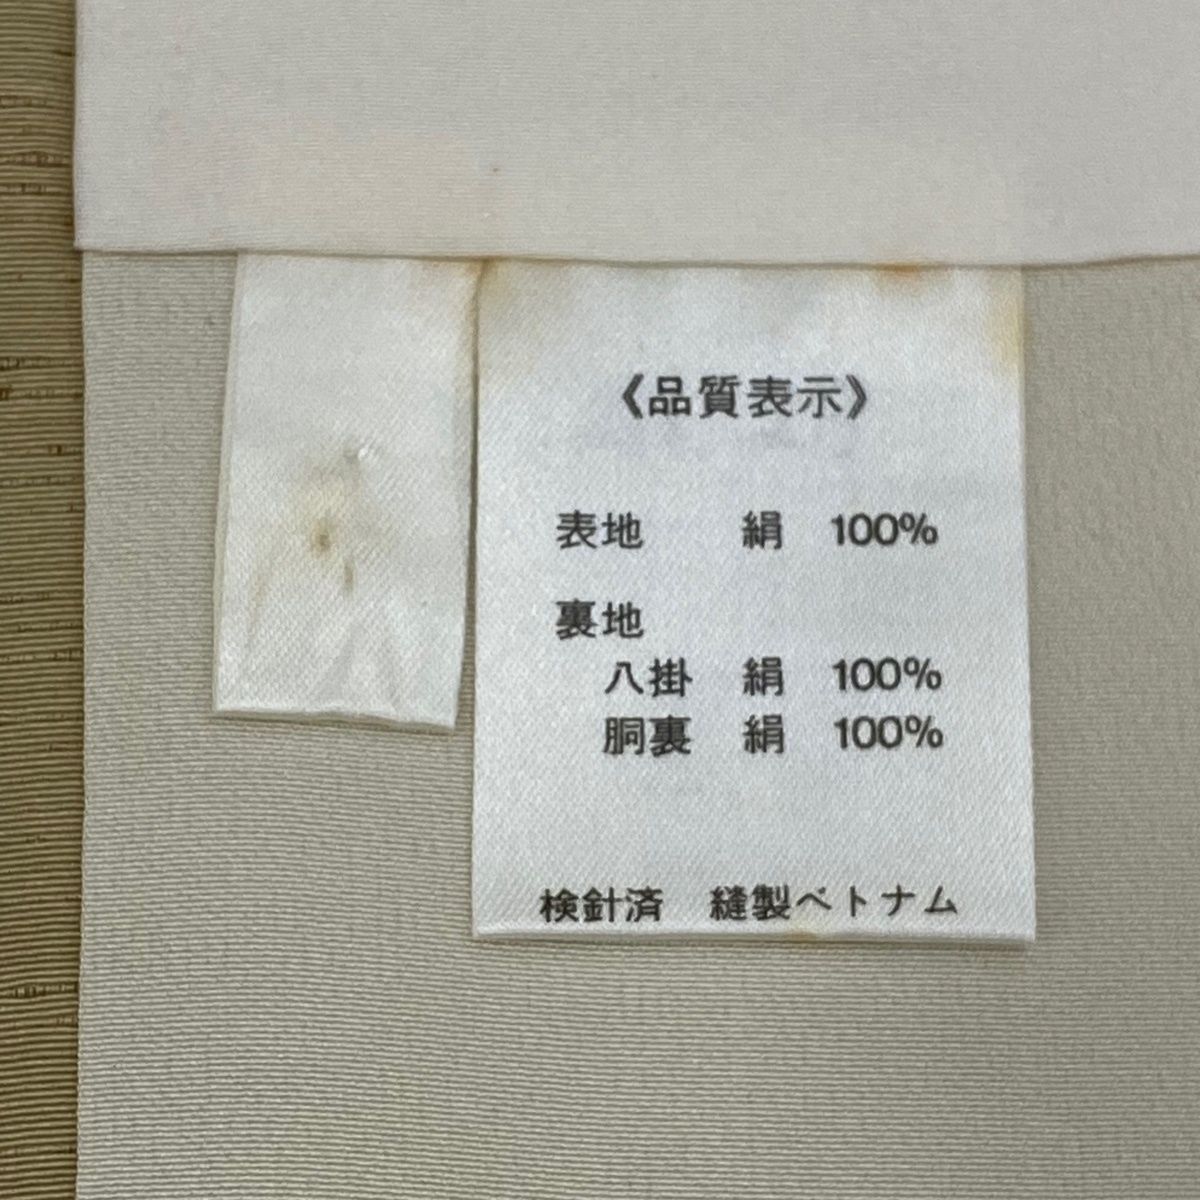 《品質表示》
表地 絹 100%
裏地
八掛 絹 100%
胴裏 絹 100%
検針済 縫製ベトナム